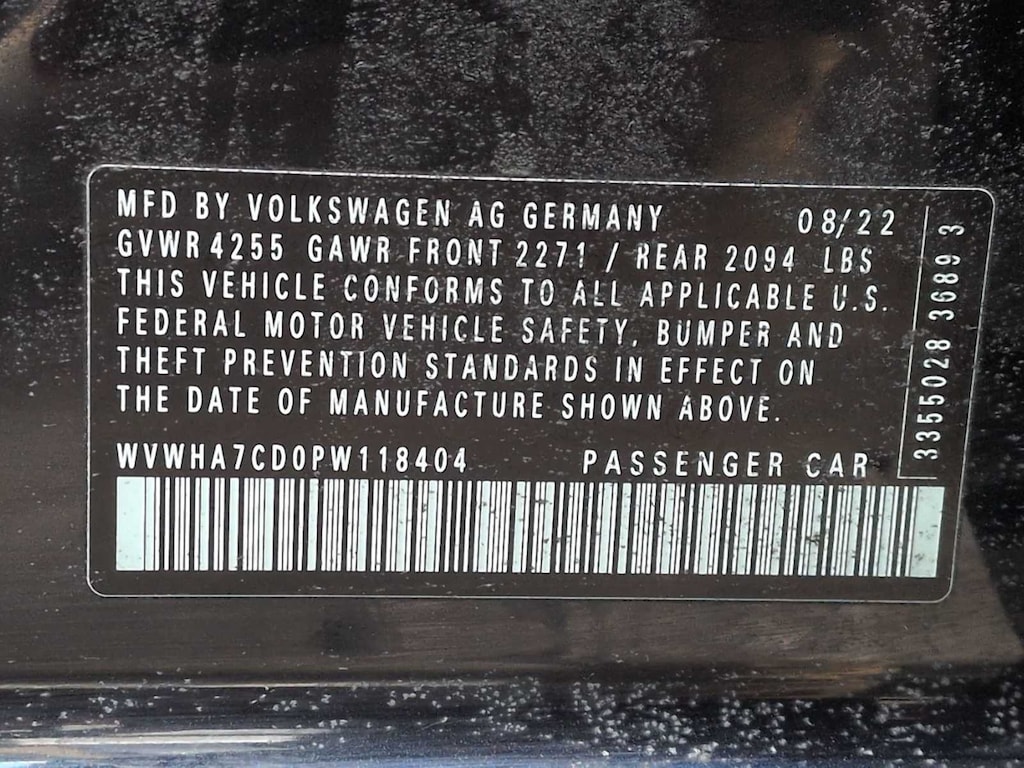 MFD BY VOLKSWAGEN AG GERMANY 08/22
GVWR 4255 GAWR FRONT 2271 / REAR 2094 LBS
THIS VEHICLE CONFORMS TO ALL APPLICABLE U.S.
FEDERAL MOTOR VEHICLE SAFETY, BUMPER AND
THEFT PREVENTION STANDARDS IN EFFECT ON
THE DATE OF MANUFACTURE SHOWN ABOVE.
WVWHA7CD0PW118404 PASSENGER CAR
3355028 3689 3